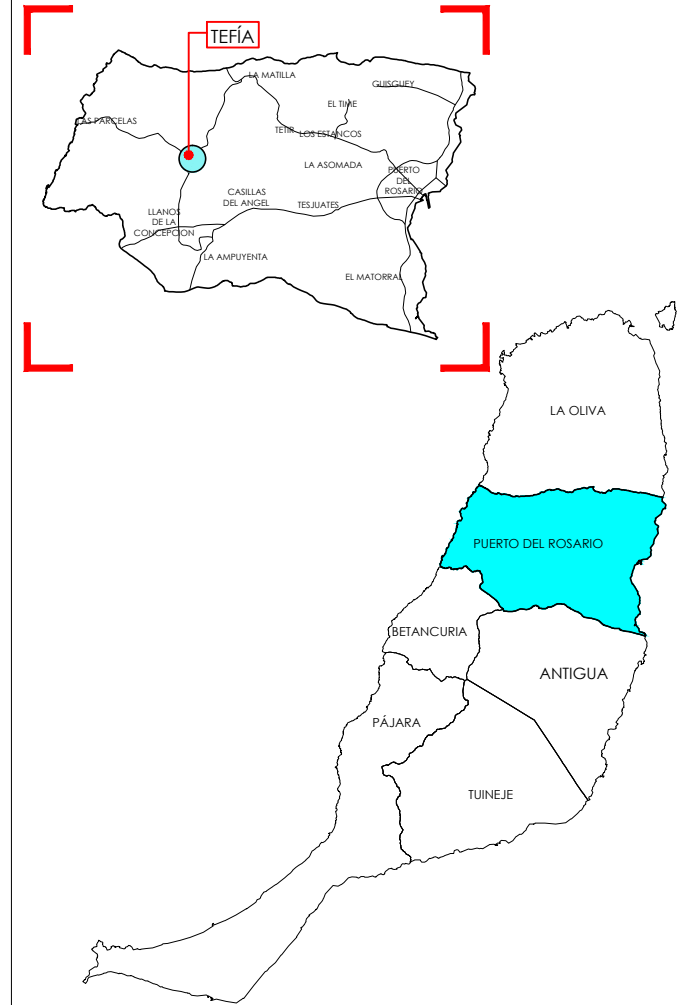 TEFÍA
LA MATILLA
GUISGUEY
EL TIME
LAS PARCELAS
TETIR
LOS ESTANCOS
LA ASOMADA
PUERTO
DEL
ROSARIO
CASILLAS
DEL ANGEL
TESJUATES
LLANOS
DE LA
CONCEPCION
LA AMPUYENTA
EL MATORRAL
LA OLIVA
PUERTO DEL ROSARIO
BETANCURIA
ANTIGUA
PÁJARA
TUINEJE